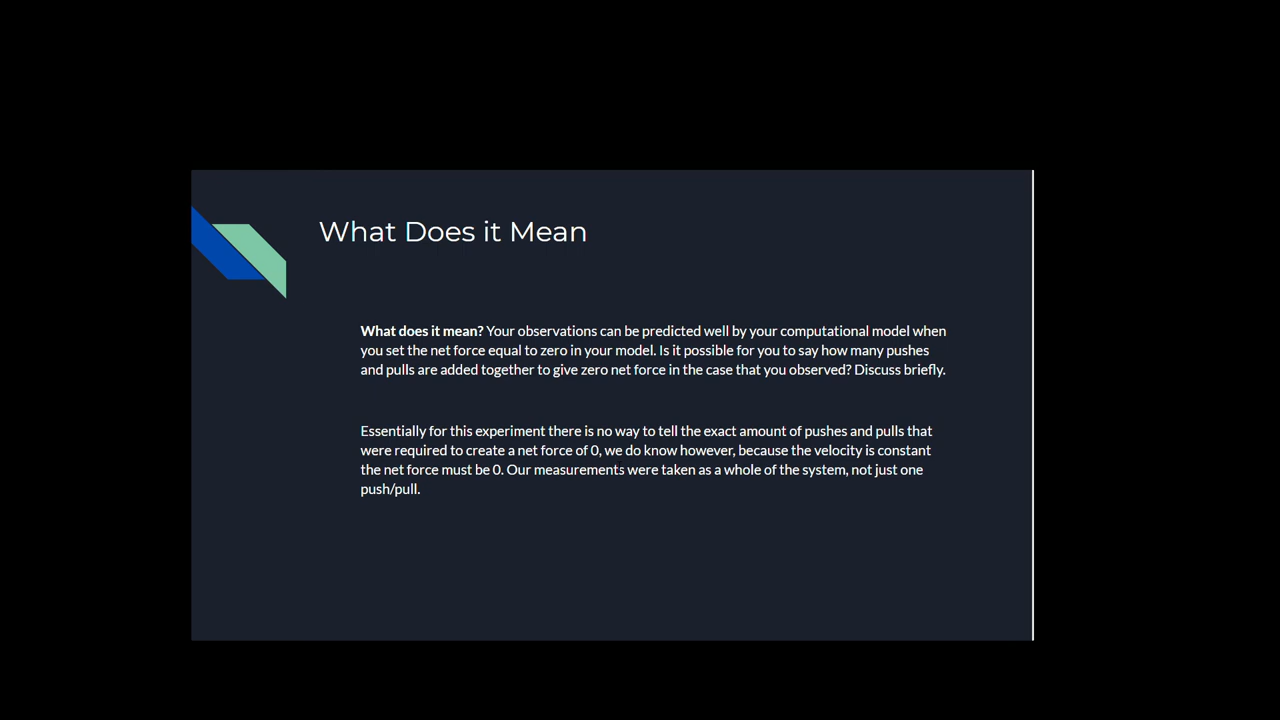 What Does it Mean
What does it mean? Your observations can be predicted well by your computational model when
you set the net force equal to zero in your model. Is it possible for you to say how many pushes
and pulls are added together to give zero net force in the case that you observed? Discuss briefly.
Essentially for this experiment there is no way to tell the exact amount of pushes and pulls that
were required to create a net force of 0, we do know however, because the velocity is constant
the net force must be 0. Our measurements were taken as a whole of the system, not just one
push/pull.